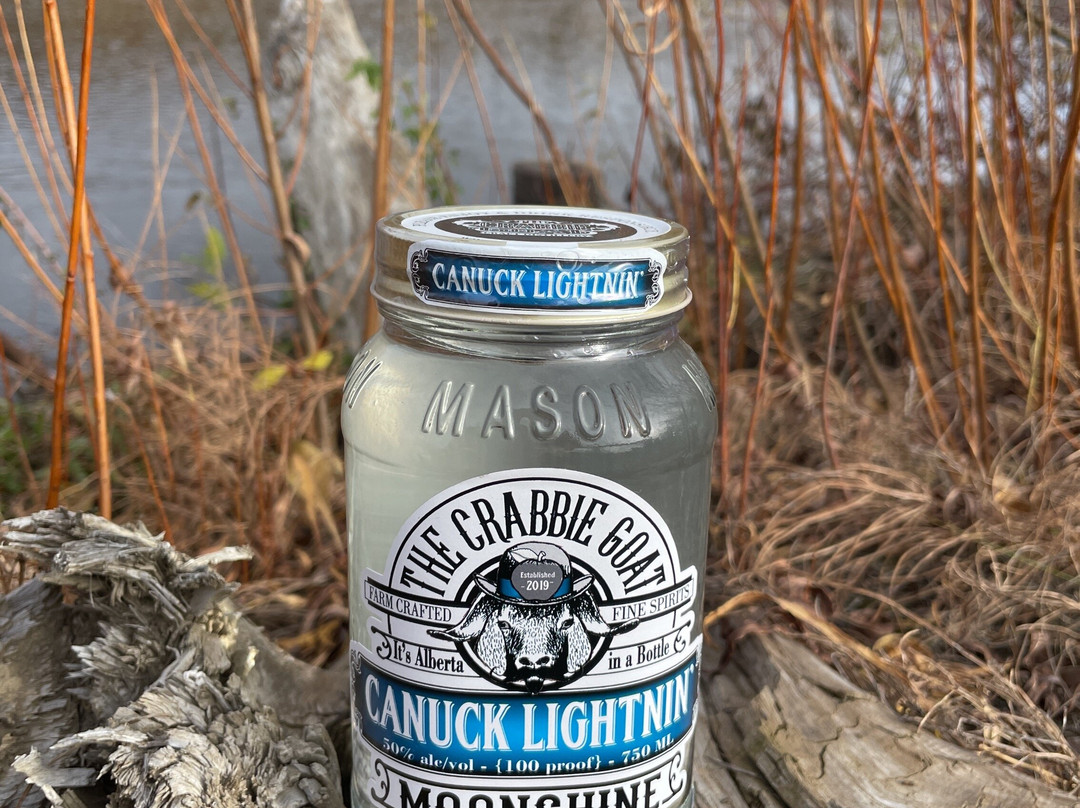 CANUCK LIGHTNIN'
MASON
THE CRABBIE GOAT
Established
-2019-
FARM CRAFTED FINE SPIRITS
It's Alberta in a Bottle
CANUCK LIGHTNIN'
50% alc/vol - {100 proof} - 750 ML
MOONSHINE